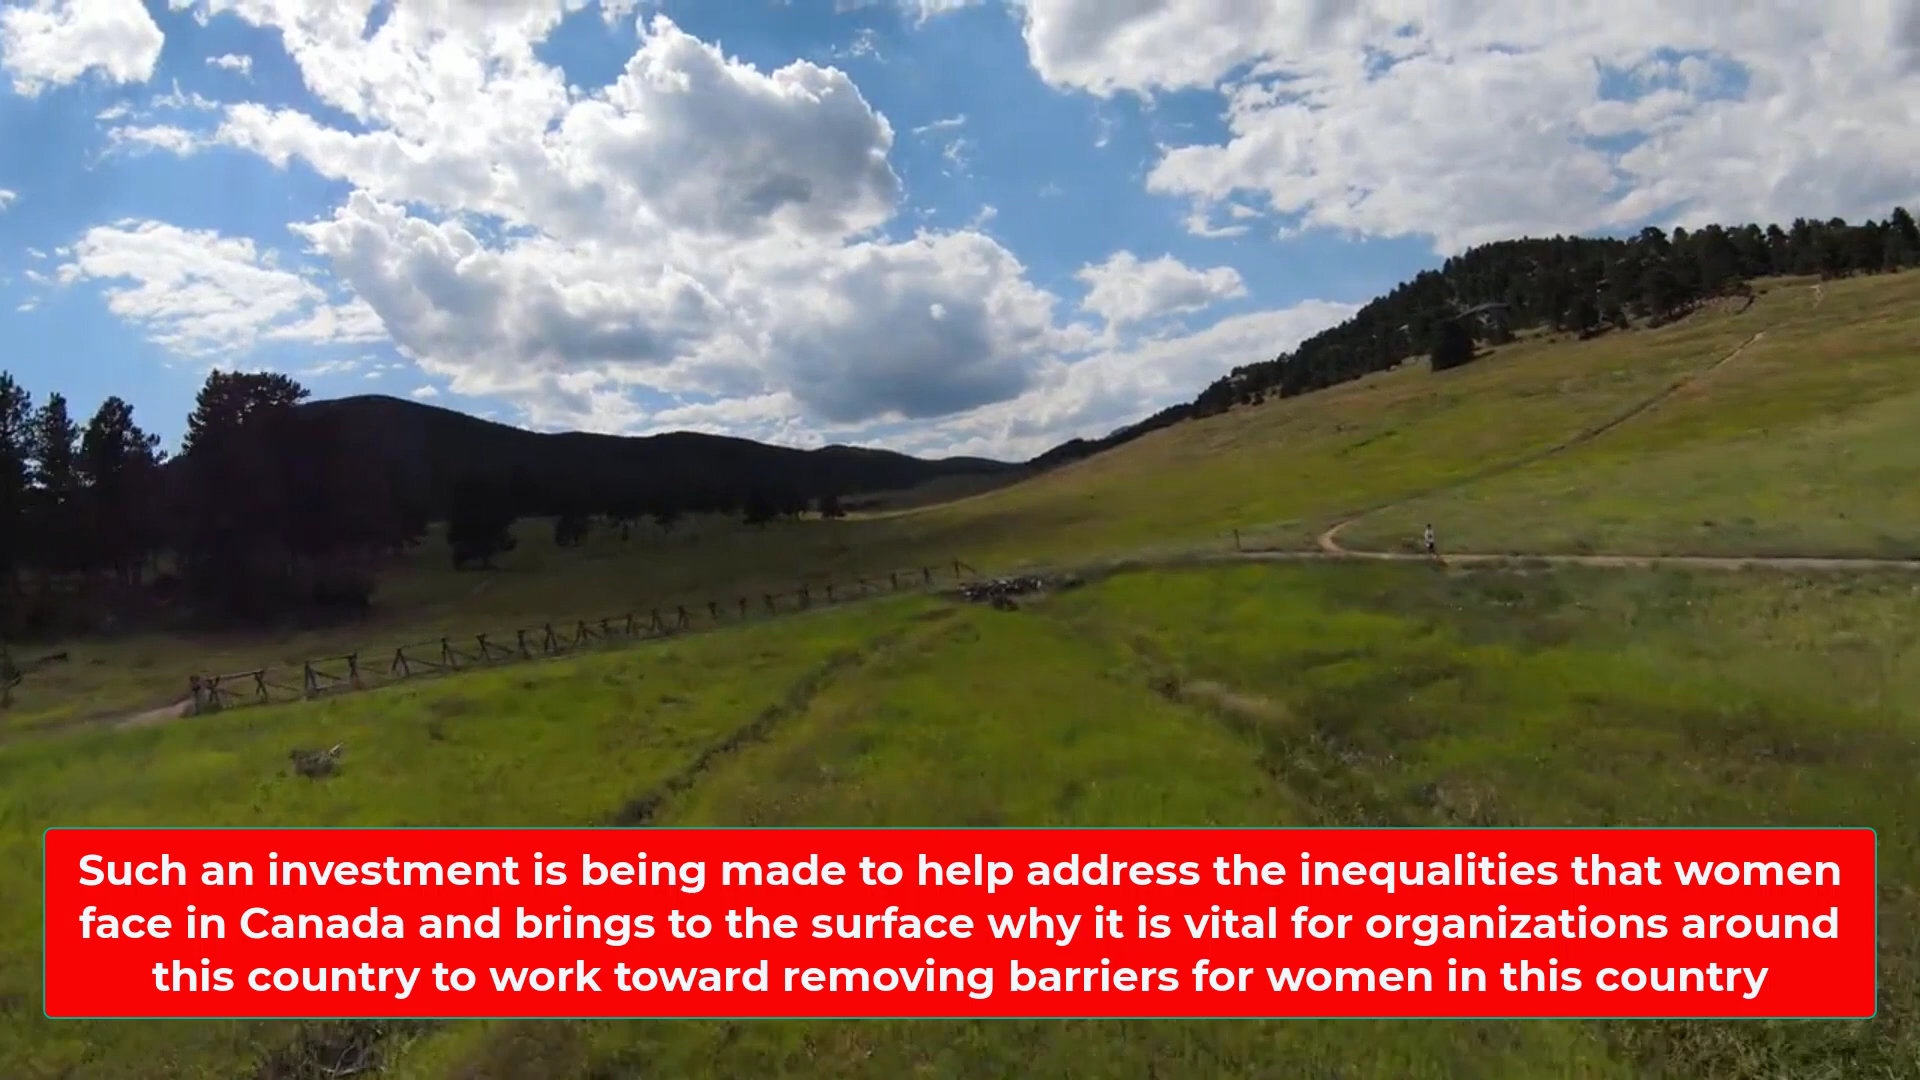 Such an investment is being made to help address the inequalities that women
face in Canada and brings to the surface why it is vital for organizations around
this country to work toward removing barriers for women in this country